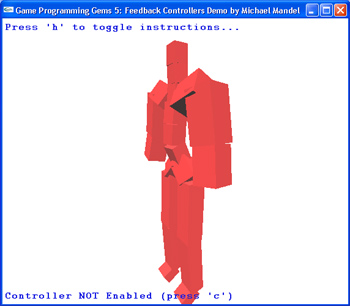 Game Programming Gems 5: Feedback Controllers Demo by Michael Mandel
Press 'h' to toggle instructions...
Controller NOT Enabled (press 'c')